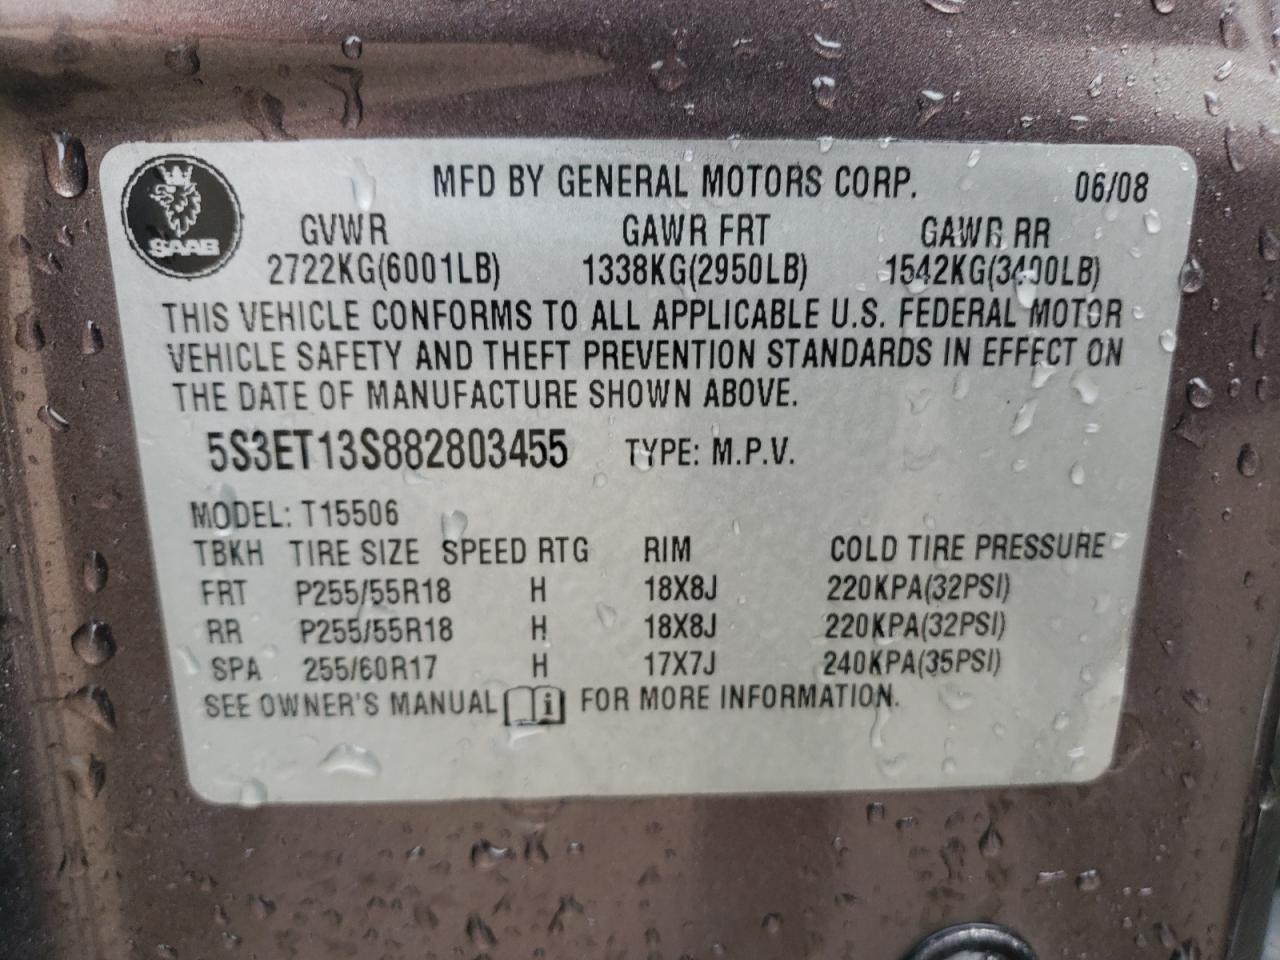 SAAB
MFD BY GENERAL MOTORS CORP. 06/08
GVWR GAWR FRT GAWR RR
2722KG(6001LB) 1338KG(2950LB) 1542KG(3400LB)
THIS VEHICLE CONFORMS TO ALL APPLICABLE U.S. FEDERAL MOTOR
VEHICLE SAFETY AND THEFT PREVENTION STANDARDS IN EFFECT ON
THE DATE OF MANUFACTURE SHOWN ABOVE.
5S3ET13S882803455 TYPE: M.P.V.
MODEL: T15506
TBKH TIRE SIZE SPEED RTG RIM COLD TIRE PRESSURE
FRT P255/55R18 H 18X8J 220KPA(32PSI)
RR P255/55R18 H 18X8J 220KPA(32PSI)
SPA 255/60R17 H 17X7J 240KPA(35PSI)
SEE OWNER'S MANUAL i FOR MORE INFORMATION.